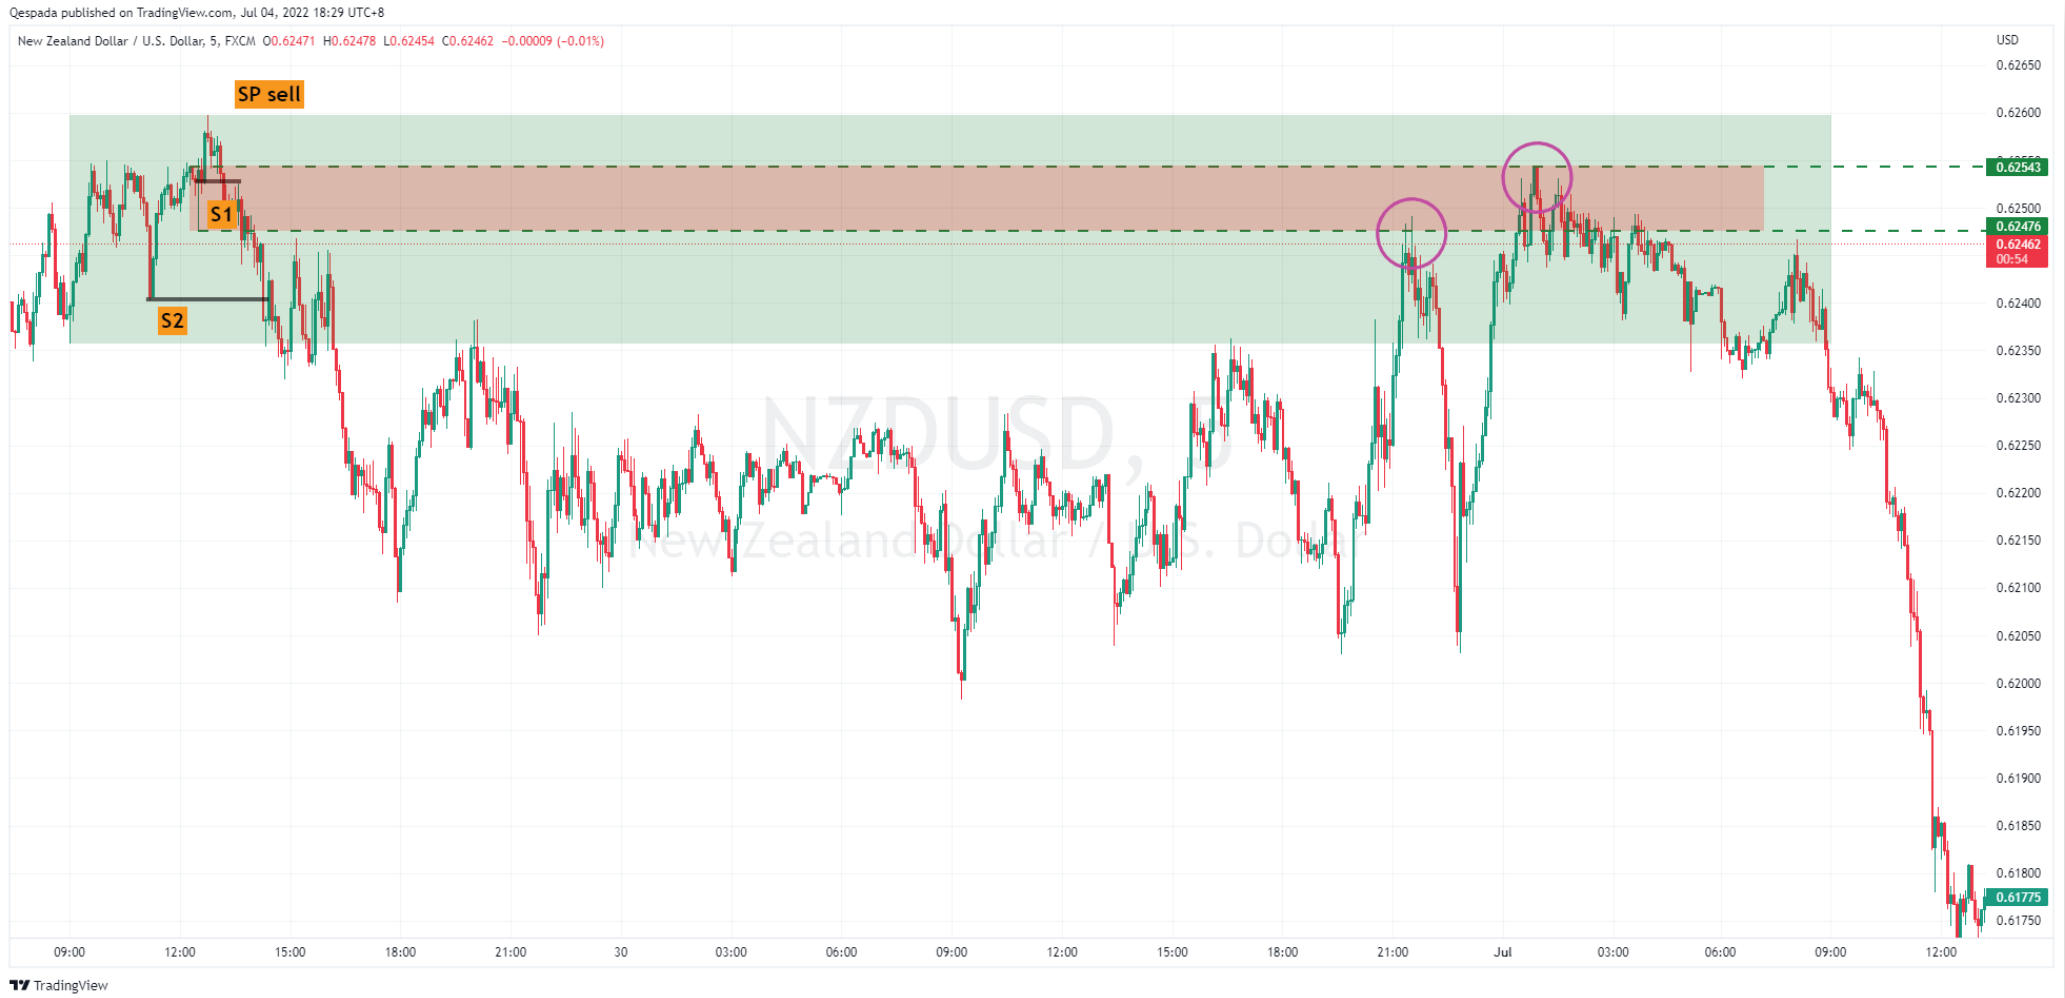 Qespada published on TradingView.com, Jul 04, 2022 18:29 UTC+8
New Zealand Dollar / U.S. Dollar, 5, FXCM O0.62471 H0.62478 L0.62454 C0.62462 −0.00009 (−0.01%)
USD
0.62650
SP sell
0.62600
0.62543
S1
0.62500
0.62476
0.62462
00:54
0.62400
S2
0.62350
0.62300
NZDUSD, 5
0.62250
0.62200
New Zealand Dollar / U.S. Dollar
0.62150
0.62100
0.62050
0.62000
0.61950
0.61900
0.61850
0.61800
0.61775
0.61750
09:00 12:00 15:00 18:00 21:00 30 03:00 06:00 09:00 12:00 15:00 18:00 21:00 Jul 03:00 06:00 09:00 12:00
TradingView